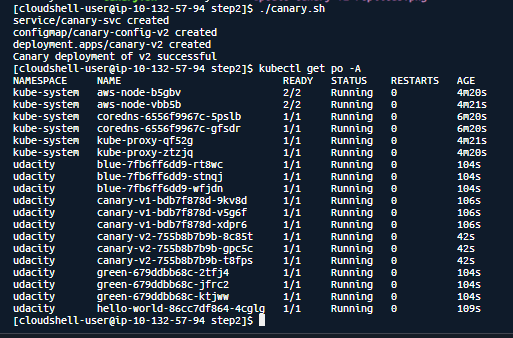 [cloudshell-user@ip-10-132-57-94 step2]$ ./canary.sh
service/canary-svc created
configmap/canary-config-v2 created
deployment.apps/canary-v2 created
Canary deployment of v2 successful
[cloudshell-user@ip-10-132-57-94 step2]$ kubectl get po -A
NAMESPACE NAME READY STATUS RESTARTS AGE
kube-system aws-node-b5gbv 2/2 Running 0 4m20s
kube-system aws-node-vbb5b 2/2 Running 0 4m21s
kube-system coredns-6556f9967c-5pslb 1/1 Running 0 6m20s
kube-system coredns-6556f9967c-gfsdr 1/1 Running 0 6m20s
kube-system kube-proxy-qf52g 1/1 Running 0 4m21s
kube-system kube-proxy-ztzjq 1/1 Running 0 4m20s
udacity blue-7fb6ff6dd9-rt8wc 1/1 Running 0 104s
udacity blue-7fb6ff6dd9-stnqj 1/1 Running 0 104s
udacity blue-7fb6ff6dd9-wfjdn 1/1 Running 0 104s
udacity canary-v1-bdb7f878d-9kv8d 1/1 Running 0 106s
udacity canary-v1-bdb7f878d-v5g6f 1/1 Running 0 106s
udacity canary-v1-bdb7f878d-xdpr6 1/1 Running 0 106s
udacity canary-v2-755b8b7b9b-8c85t 1/1 Running 0 42s
udacity canary-v2-755b8b7b9b-gpc5c 1/1 Running 0 42s
udacity canary-v2-755b8b7b9b-t8fps 1/1 Running 0 42s
udacity green-679ddbb68c-2tfj4 1/1 Running 0 104s
udacity green-679ddbb68c-jfrc2 1/1 Running 0 104s
udacity green-679ddbb68c-ktjww 1/1 Running 0 104s
udacity hello-world-86cc7df864-4cglg 1/1 Running 0 109s
[cloudshell-user@ip-10-132-57-94 step2]$